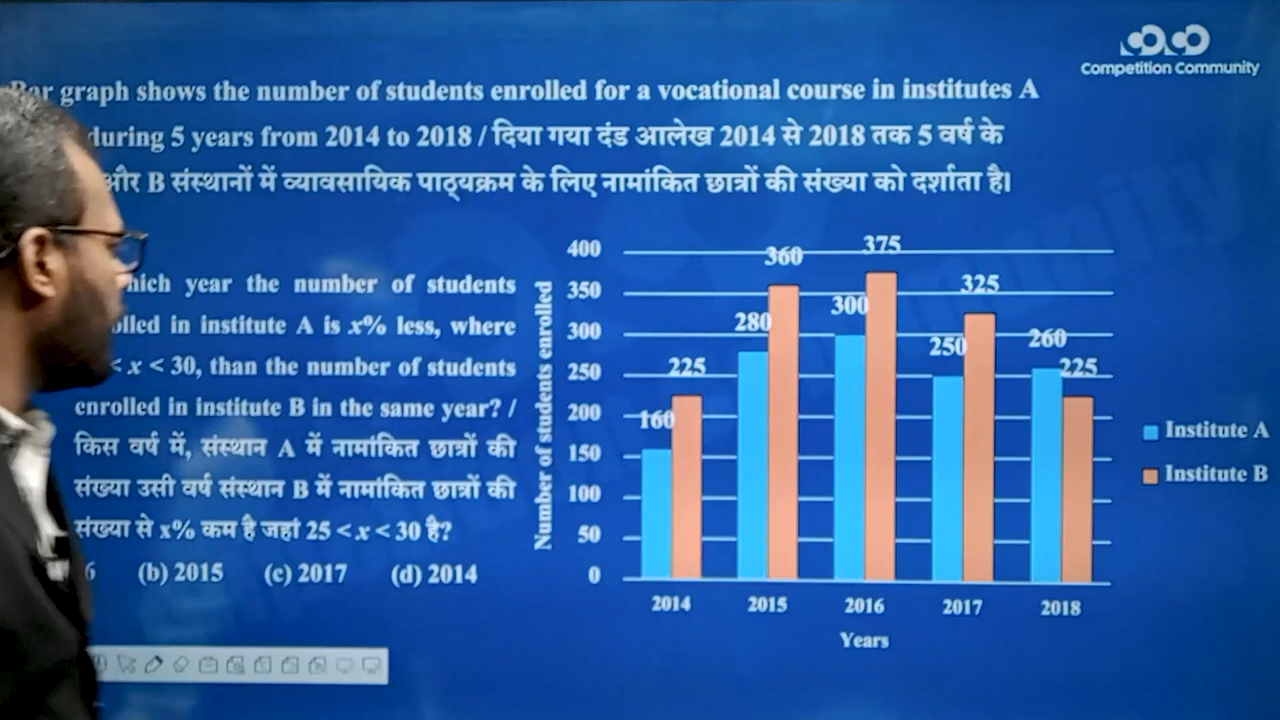 Competition Community
Bar graph shows the number of students enrolled for a vocational course in institutes A
during 5 years from 2014 to 2018 / दिया गया दंड आलेख 2014 से 2018 तक 5 वर्ष के
और B संस्थानों में व्यावसायिक पाठ्यक्रम के लिए नामांकित छात्रों की संख्या को दर्शाता है।
year the number of students
in institute A is x% less, where
< x < 30, than the number of students
enrolled in institute B in the same year? /
किस वर्ष में, संस्थान A में नामांकित छात्रों की
संख्या उसी वर्ष संस्थान B में नामांकित छात्रों की
संख्या से x% कम है जहां 25 < x < 30 है?
6 (b) 2015 (c) 2017 (d) 2014
Number of students enrolled
400
350
300
250
200
150
100
50
0
160 225 280 360 300 375 250 325 260 225
2014 2015 2016 2017 2018
Years
Institute A
Institute B